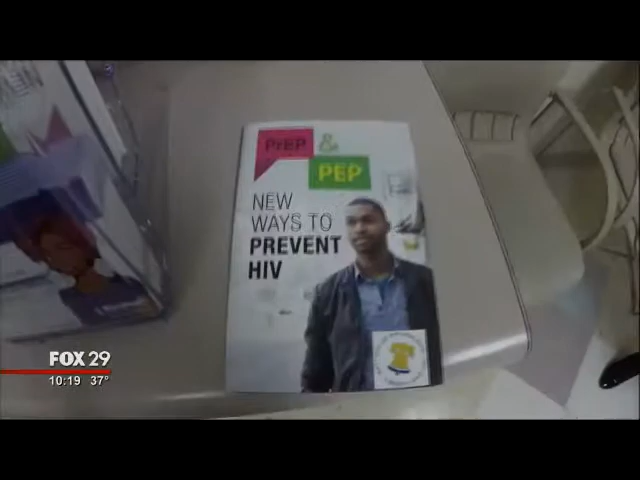 PrEP &
PEP
NEW
WAYS TO
PREVENT
HIV
FOX 29
10:19 37°